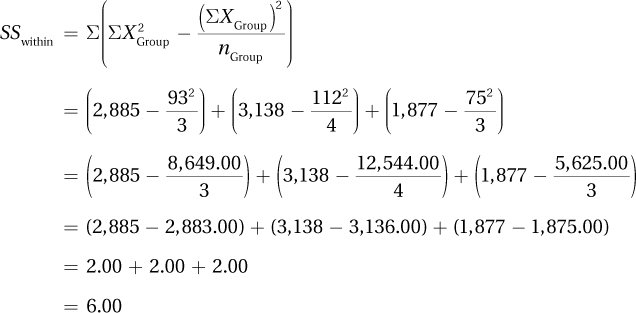 SS_within = Σ(ΣX²_Group − (ΣX_Group)² / n_Group)
= (2,885 − 93²/3) + (3,138 − 112²/4) + (1,877 − 75²/3)
= (2,885 − 8,649.00/3) + (3,138 − 12,544.00/4) + (1,877 − 5,625.00/3)
= (2,885 − 2,883.00) + (3,138 − 3,136.00) + (1,877 − 1,875.00)
= 2.00 + 2.00 + 2.00
= 6.00